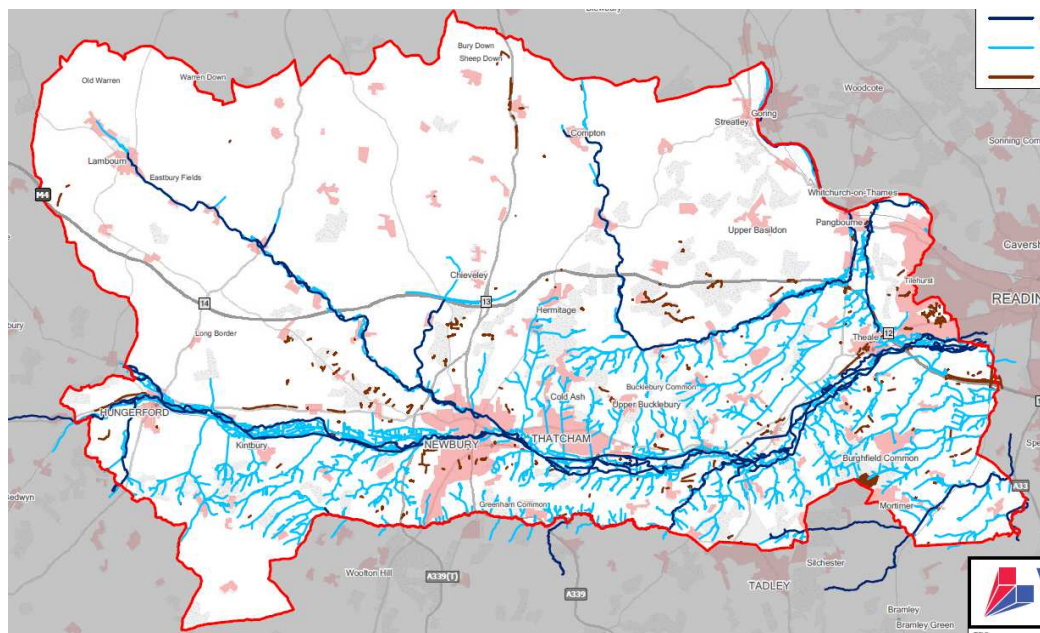 Blewbury
Bury Down
Sheep Down
Old Warren
Warren Down
Woodcote
Goring
Streatley
Compton
Sonning Com
Lambourn
Eastbury Fields
M4
Whitchurch-on-Thames
Pangbourne
Upper Basildon
Caversh
Chieveley
Tilehurst
14
13
READIN
Hermitage
bury
Long Border
12
Theale
Bucklebury Common
Cold Ash
Upper Bucklebury
HUNGERFORD
NEWBURY
THATCHAM
Kintbury
Burghfield Common
Spe
Bedwyn
A33
Greenham Common
Mortimer
Silchester
Woolton Hill
A339(T)
A339
TADLEY
Bramley
Bramley Green